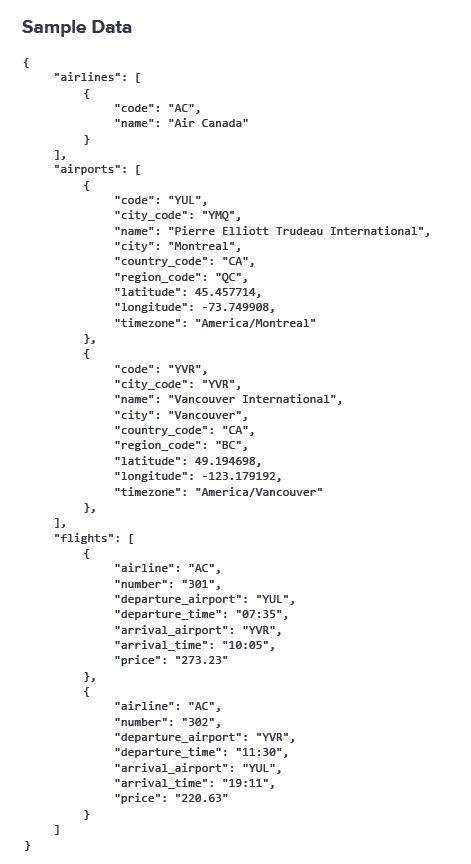 Sample Data
{
"airlines": [
{
"code": "AC",
"name": "Air Canada"
}
],
"airports": [
{
"code": "YUL",
"city_code": "YMQ",
"name": "Pierre Elliott Trudeau International",
"city": "Montreal",
"country_code": "CA",
"region_code": "QC",
"latitude": 45.457714,
"longitude": -73.749908,
"timezone": "America/Montreal"
},
{
"code": "YVR",
"city_code": "YVR",
"name": "Vancouver International",
"city": "Vancouver",
"country_code": "CA",
"region_code": "BC",
"latitude": 49.194698,
"longitude": -123.179192,
"timezone": "America/Vancouver"
},
],
"flights": [
{
"airline": "AC",
"number": "301",
"departure_airport": "YUL",
"departure_time": "07:35",
"arrival_airport": "YVR",
"arrival_time": "10:05",
"price": "273.23"
},
{
"airline": "AC",
"number": "302",
"departure_airport": "YVR",
"departure_time": "11:30",
"arrival_airport": "YUL",
"arrival_time": "19:11",
"price": "220.63"
}
]
}